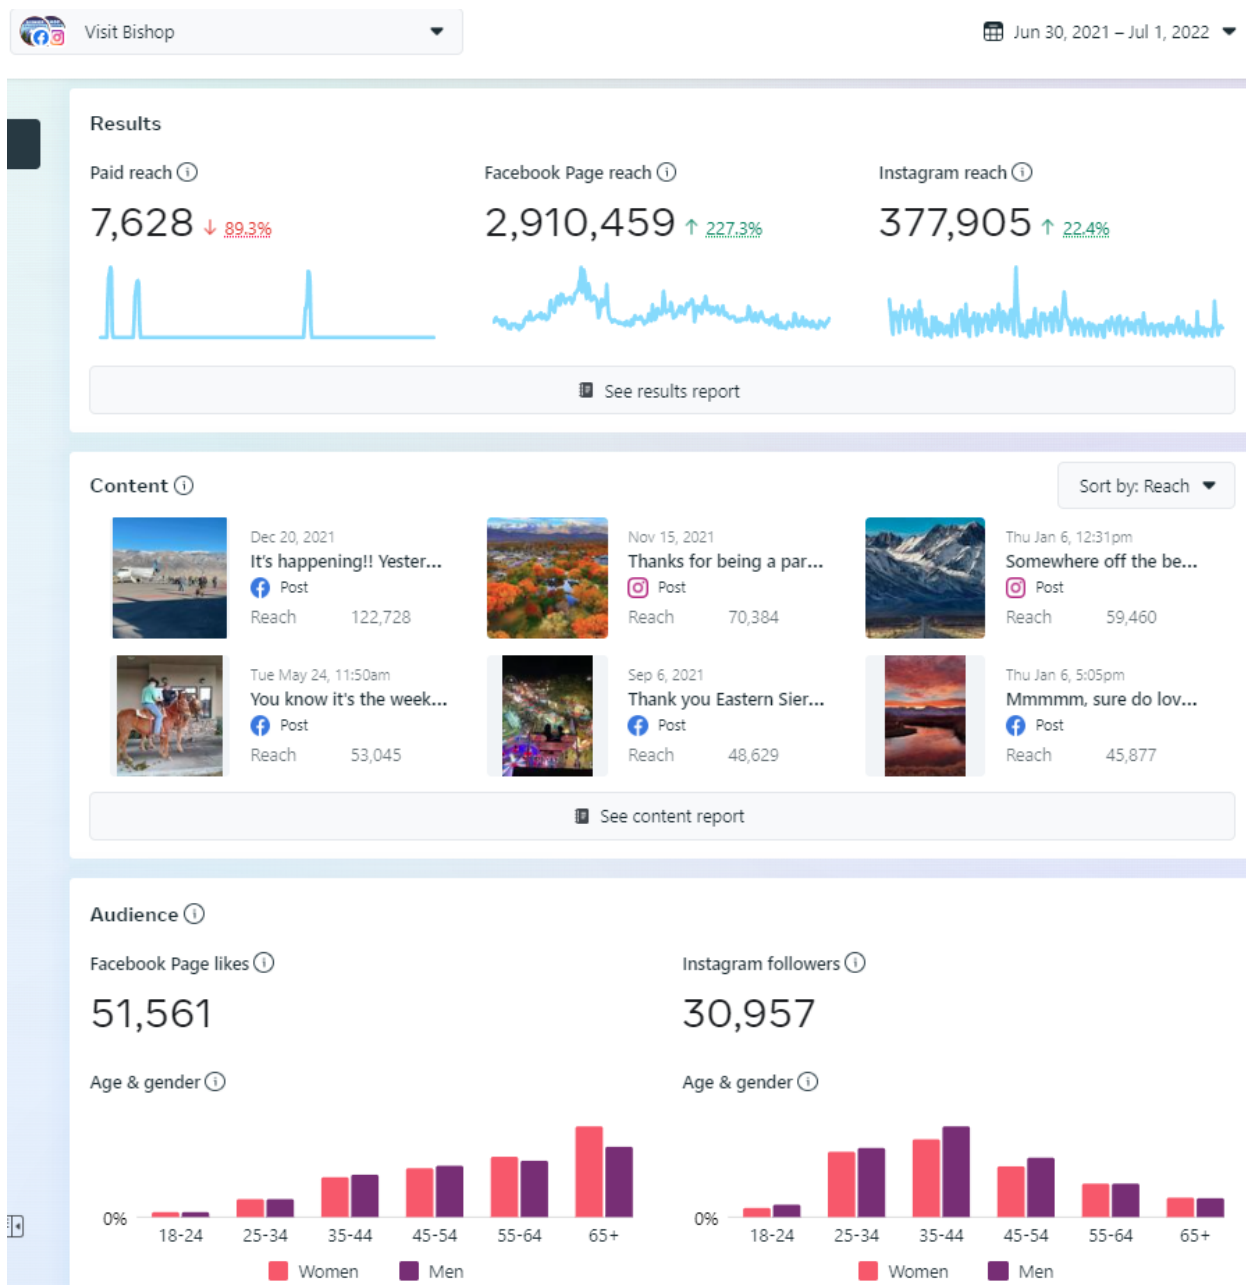 Visit Bishop
Jun 30, 2021 – Jul 1, 2022
Results
Paid reach
Facebook Page reach
Instagram reach
7,628 ↓ 89.3%
2,910,459 ↑ 227.3%
377,905 ↑ 22.4%
See results report
Content
Sort by: Reach
Dec 20, 2021
It's happening!! Yester...
Post
Reach 122,728
Nov 15, 2021
Thanks for being a par...
Post
Reach 70,384
Thu Jan 6, 12:31pm
Somewhere off the be...
Post
Reach 59,460
Tue May 24, 11:50am
You know it's the week...
Post
Reach 53,045
Sep 6, 2021
Thank you Eastern Sier...
Post
Reach 48,629
Thu Jan 6, 5:05pm
Mmmmm, sure do lov...
Post
Reach 45,877
See content report
Audience
Facebook Page likes
51,561
Age & gender
0%
18-24 25-34 35-44 45-54 55-64 65+
Women Men
Instagram followers
30,957
Age & gender
0%
18-24 25-34 35-44 45-54 55-64 65+
Women Men